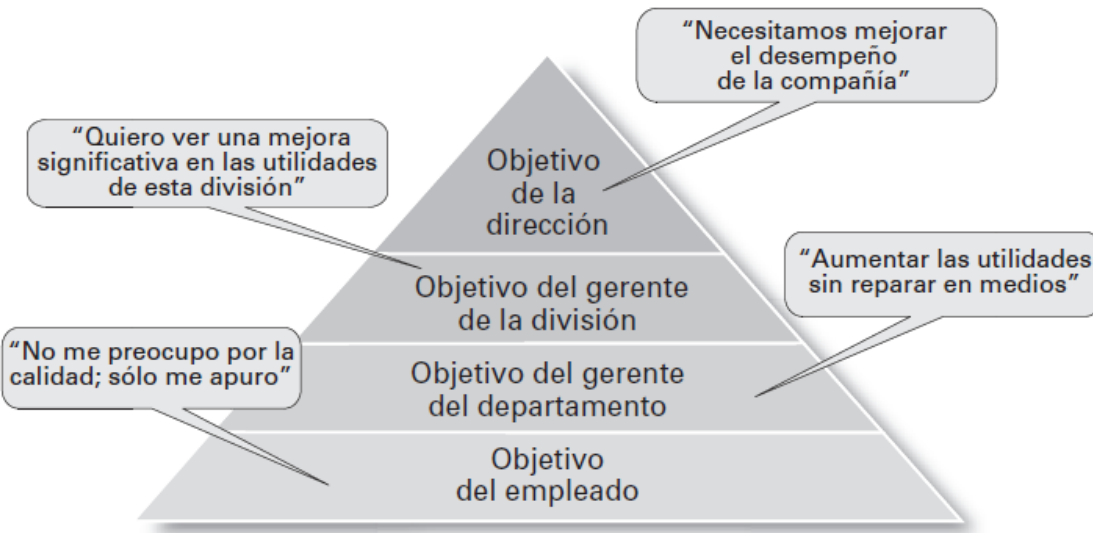 “Necesitamos mejorar
el desempeño
de la compañía”
“Quiero ver una mejora
significativa en las utilidades
de esta división”
Objetivo
de la
dirección
“Aumentar las utilidades
sin reparar en medios”
Objetivo del gerente
de la división
“No me preocupo por la
calidad; sólo me apuro”
Objetivo del gerente
del departamento
Objetivo
del empleado